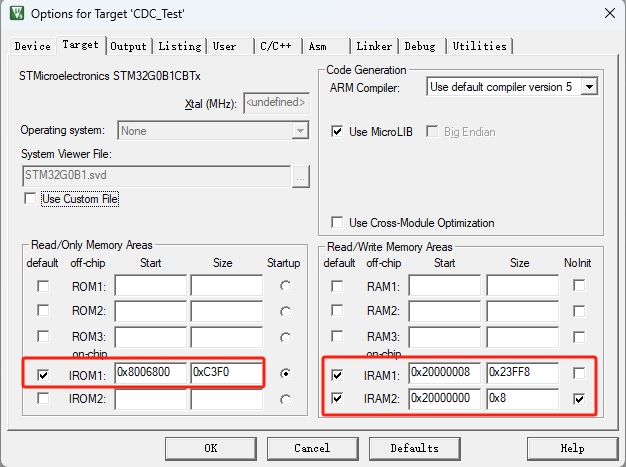 Options for Target 'CDC_Test'
Device Target Output Listing User C/C++ Asm Linker Debug Utilities
STMicroelectronics STM32G0B1CBTx
Xtal (MHz): <undefined>
Operating system: None
System Viewer File:
STM32G0B1.svd ...
Use Custom File
Code Generation
ARM Compiler: Use default compiler version 5
Use MicroLIB Big Endian
Use Cross-Module Optimization
Read/Only Memory Areas
default off-chip Start Size Startup
ROM1:
ROM2:
ROM3:
on-chip
IROM1: 0x8006800 0xC3F0
IROM2:
Read/Write Memory Areas
default off-chip Start Size NoInit
RAM1:
RAM2:
RAM3:
on-chip
IRAM1: 0x20000008 0x23FF8
IRAM2: 0x20000000 0x8
OK Cancel Defaults Help